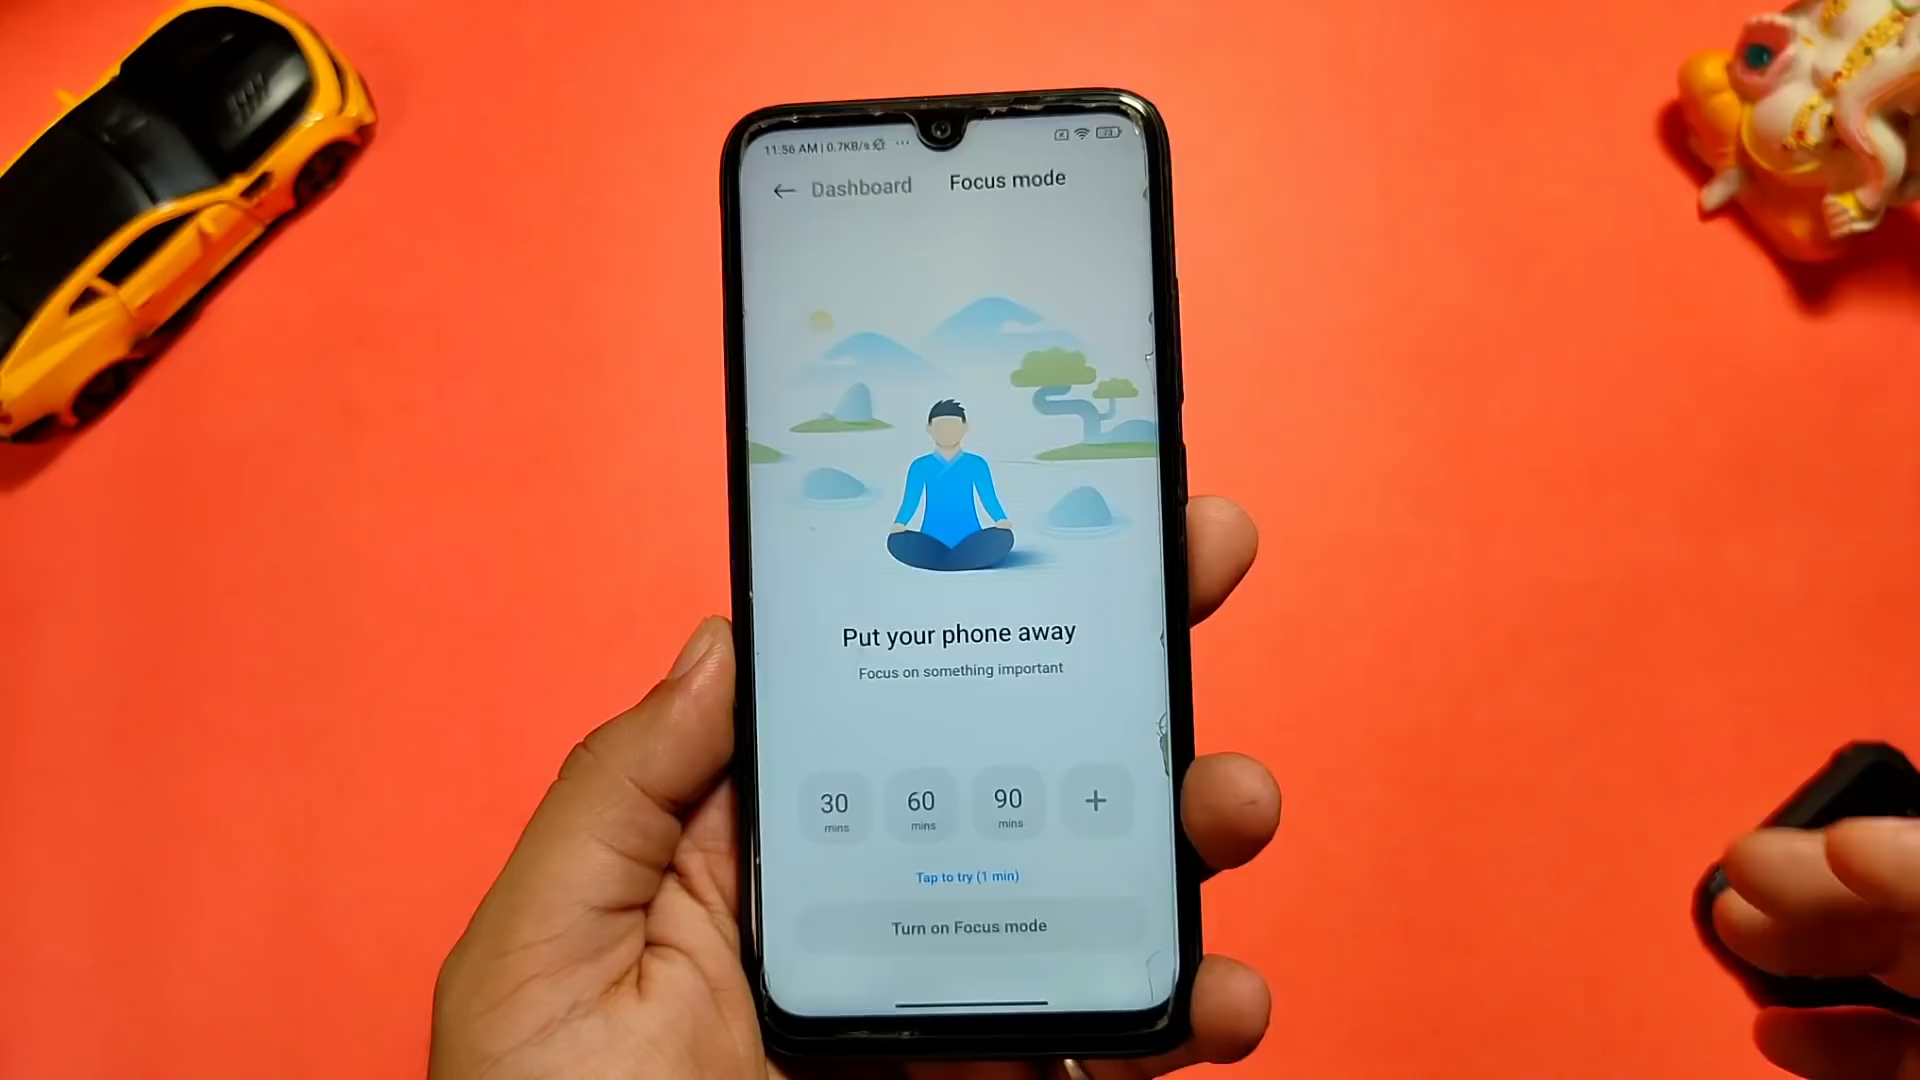 11:56 AM | 0.7KB/s ...
73
Dashboard Focus mode
Put your phone away
Focus on something important
30 60 90 +
mins mins mins
Tap to try (1 min)
Turn on Focus mode